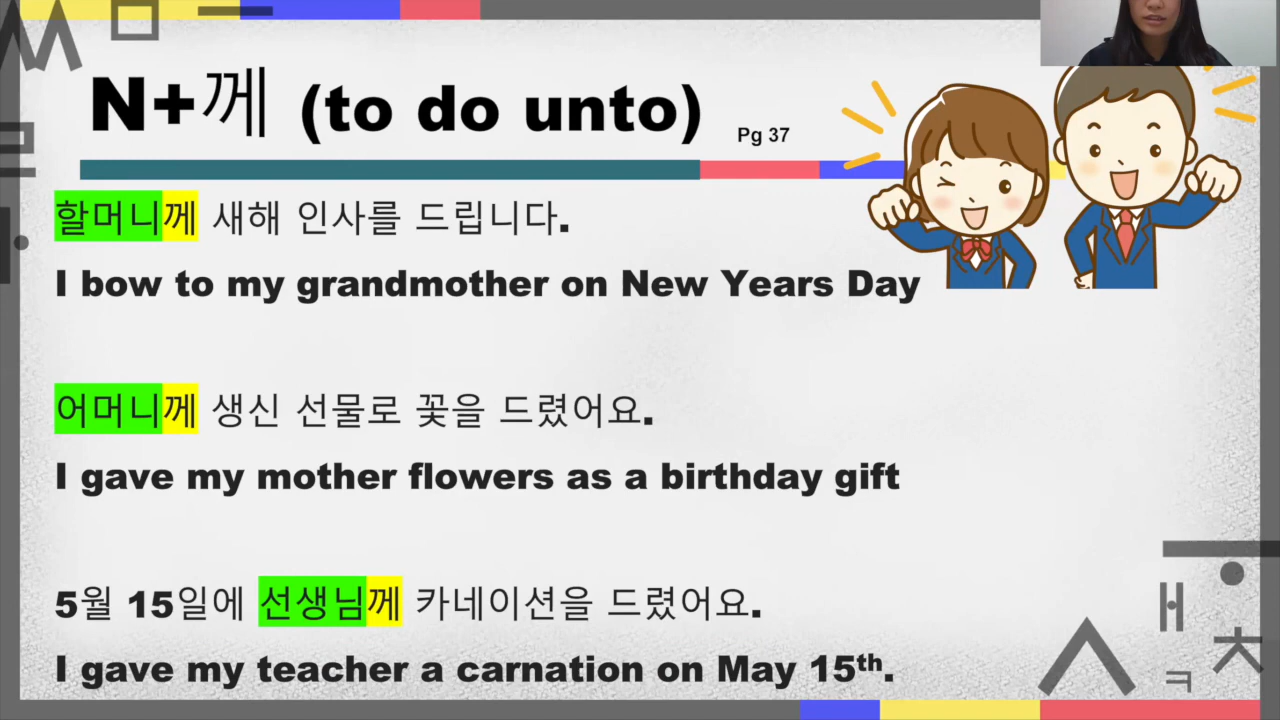 N+께 (to do unto) Pg 37
할머니께 새해 인사를 드립니다.
I bow to my grandmother on New Years Day
어머니께 생신 선물로 꽃을 드렸어요.
I gave my mother flowers as a birthday gift
5월 15일에 선생님께 카네이션을 드렸어요.
I gave my teacher a carnation on May 15th.